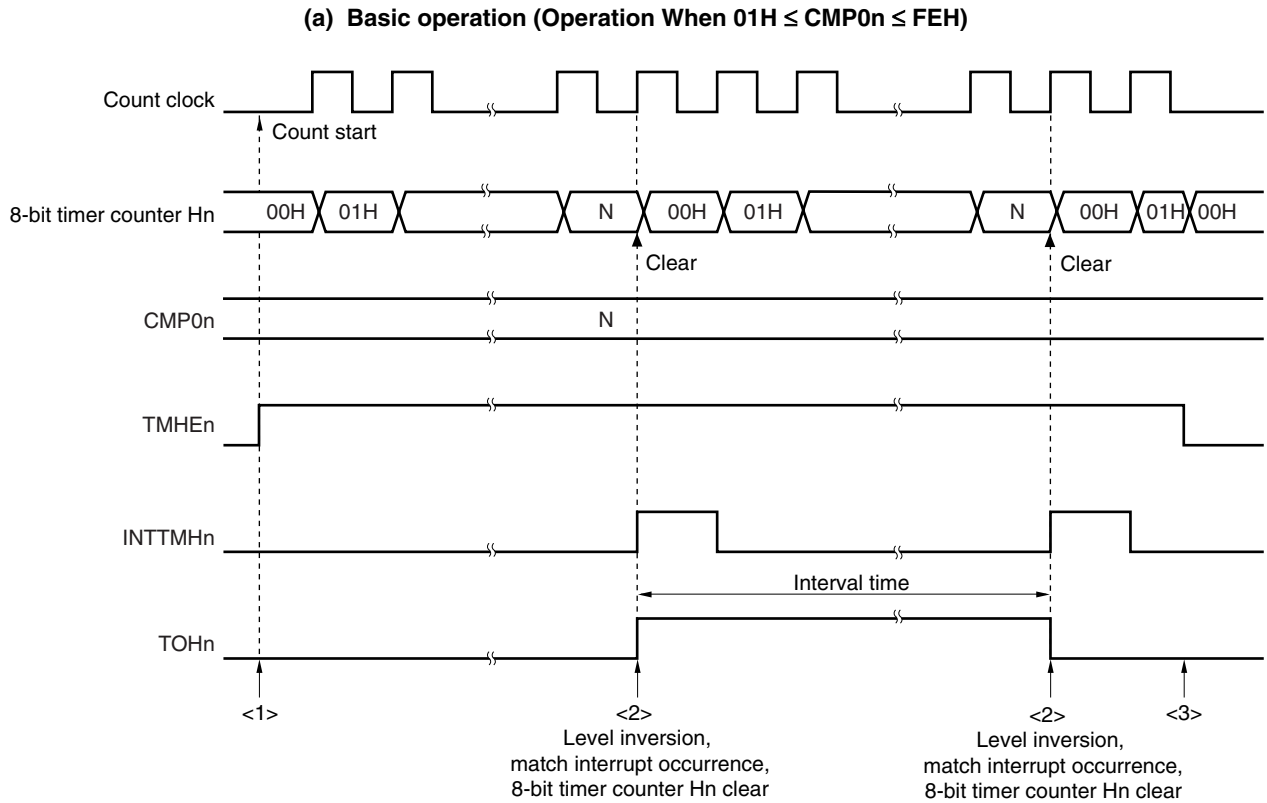 (a) Basic operation (Operation When 01H ≤ CMP0n ≤ FEH)
Count clock
Count start
8-bit timer counter Hn
00H 01H N 00H 01H N 00H 01H 00H
Clear Clear
CMP0n N
TMHEn
INTTMHn
Interval time
TOHn
<1> <2> <2> <3>
Level inversion,
match interrupt occurrence,
8-bit timer counter Hn clear
Level inversion,
match interrupt occurrence,
8-bit timer counter Hn clear